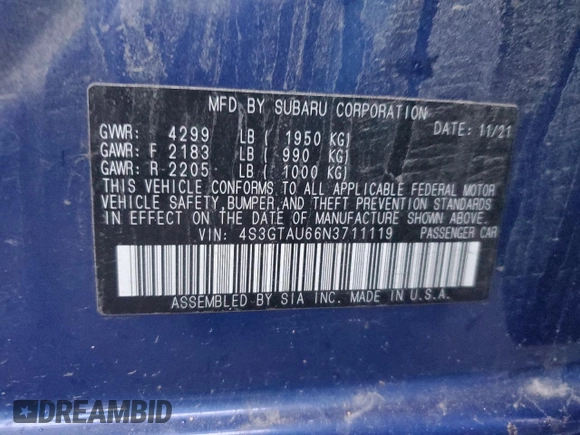 MFD. BY SUBARU CORPORATION
DATE: 11/21
GVWR: 4299 LB ( 1950 KG)
GAWR: F 2183 LB ( 990 KG)
GAWR: R 2205 LB ( 1000 KG)
THIS VEHICLE CONFORMS TO ALL APPLICABLE FEDERAL MOTOR
VEHICLE SAFETY, BUMPER, AND THEFT PREVENTION STANDARDS
IN EFFECT ON THE DATE OF MANUFACTURE SHOWN ABOVE.
VIN: 4S3GTAU66N3711119 PASSENGER CAR
ASSEMBLED BY SIA INC. MADE IN U.S.A.
DREAMBID